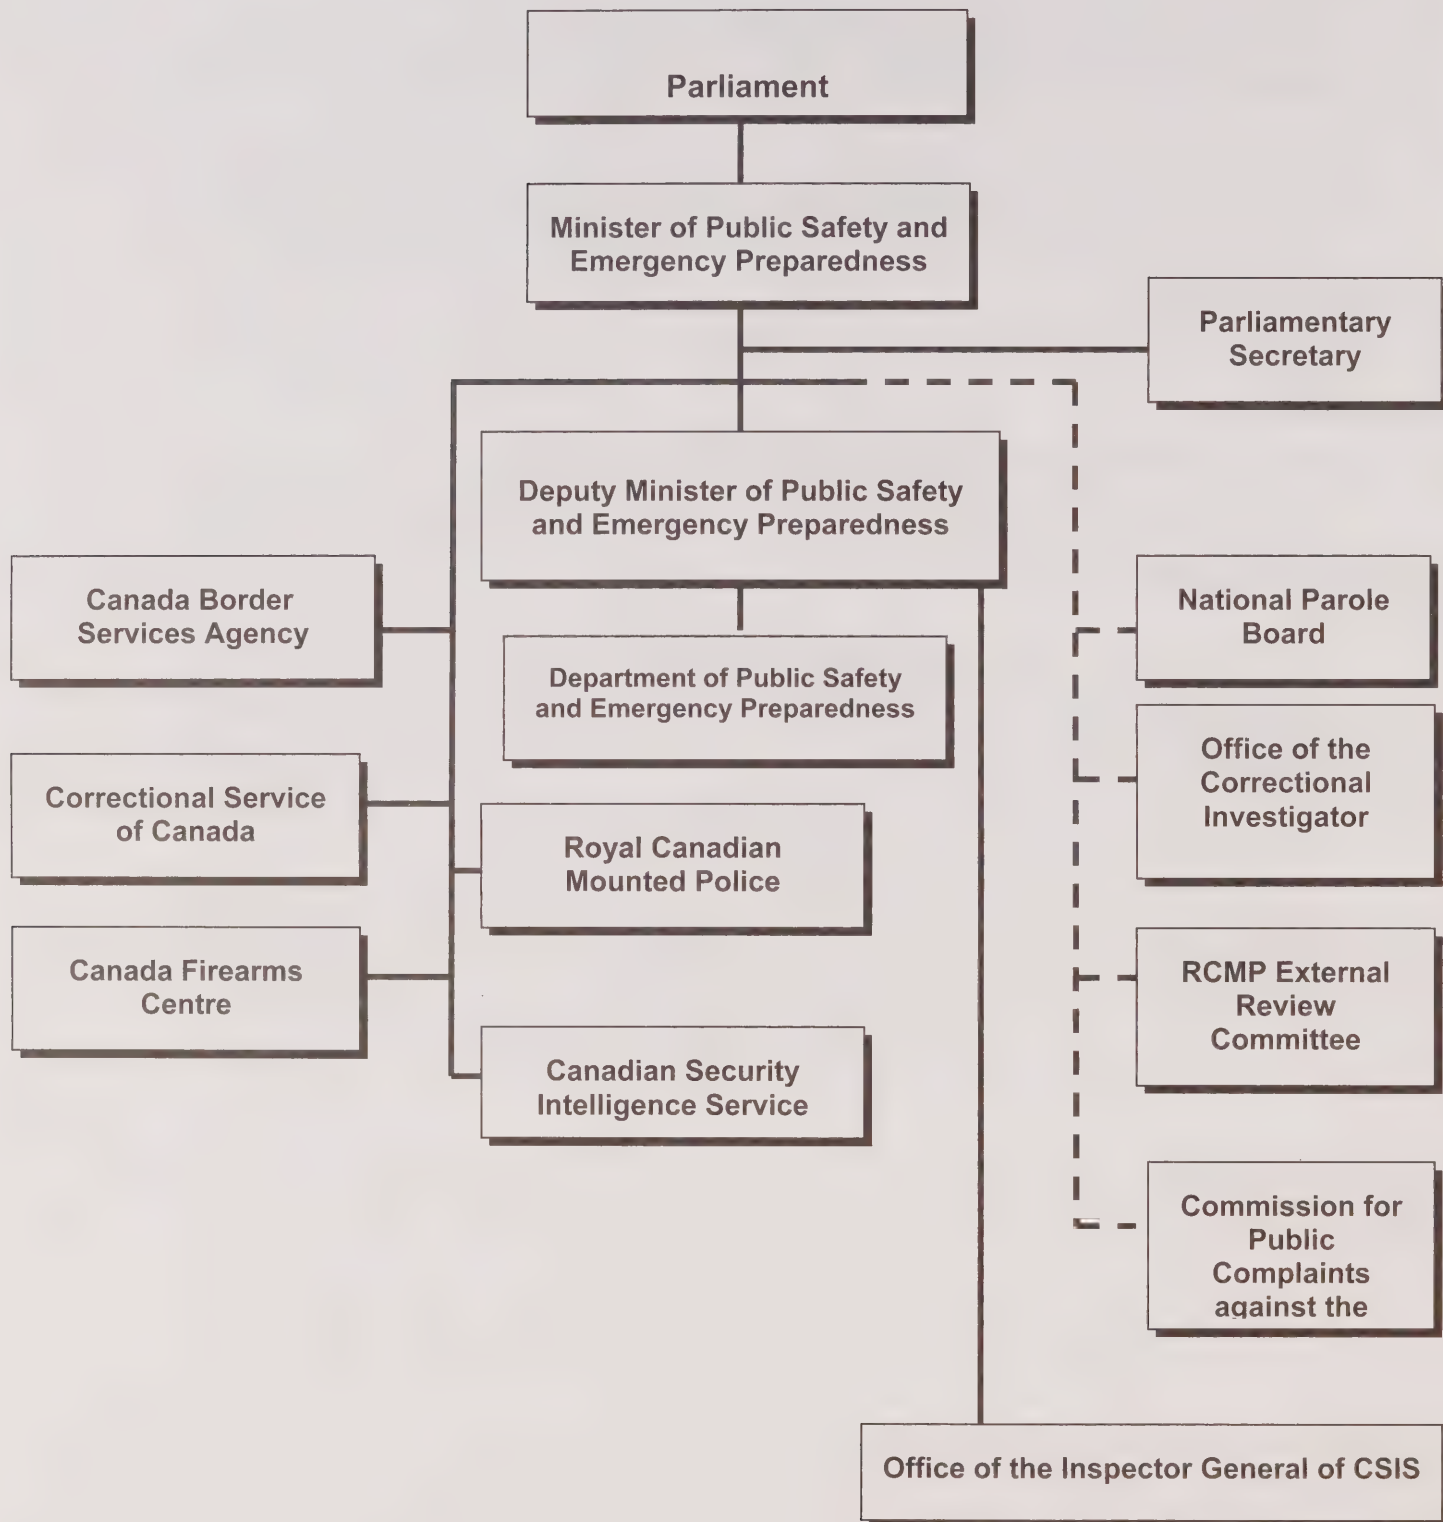 Parliament
Minister of Public Safety and
Emergency Preparedness
Parliamentary
Secretary
Deputy Minister of Public Safety
and Emergency Preparedness
Canada Border
Services Agency
National Parole
Board
Department of Public Safety
and Emergency Preparedness
Office of the
Correctional
Investigator
Correctional Service
of Canada
Royal Canadian
Mounted Police
Canada Firearms
Centre
RCMP External
Review
Committee
Canadian Security
Intelligence Service
Commission for
Public
Complaints
against the
Office of the Inspector General of CSIS